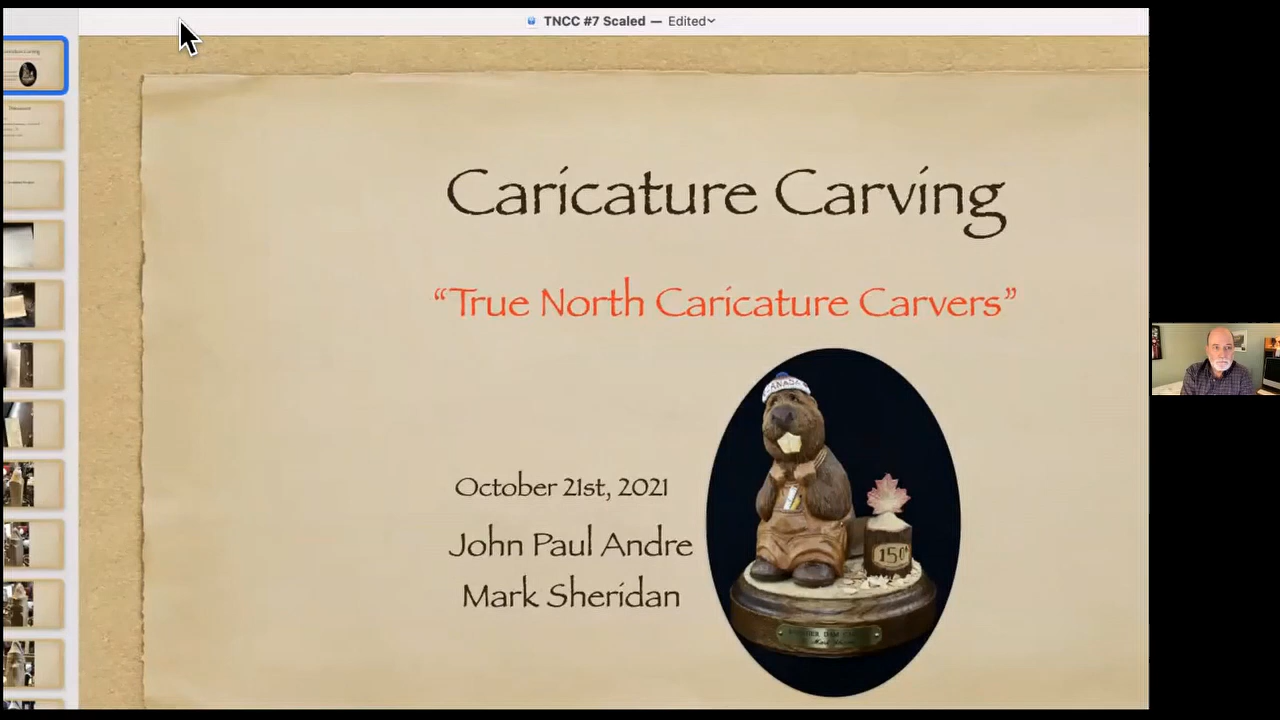 TNCC #7 Scaled — Edited
Caricature Carving
“True North Caricature Carvers”
CANADA
October 21st, 2021
150
John Paul Andre
Mark Sheridan